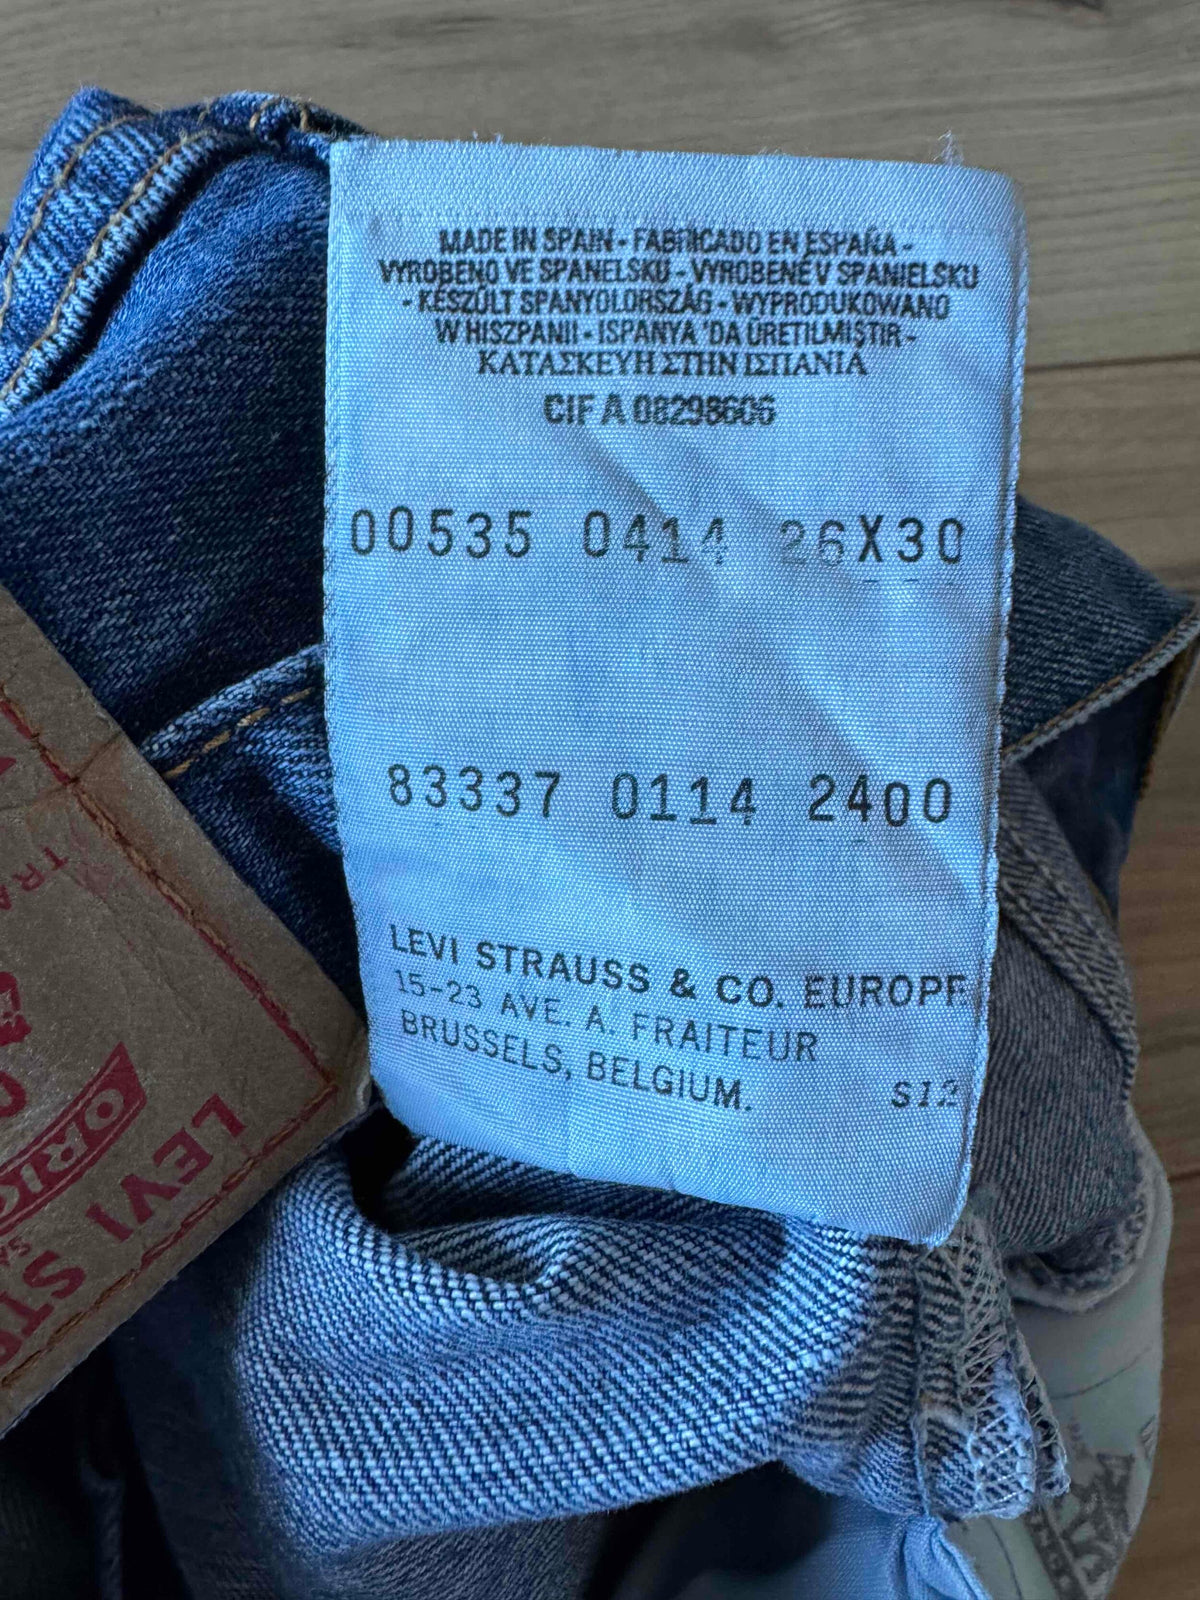 MADE IN SPAIN - FABRICADO EN ESPAÑA -
VYROBENO VE SPANELSKU - VYROBENÉ V SPANIELSKU
- KÉSZÜLT SPANYOLORSZÁG - WYPRODUKOWANO
W HISZPANII - ISPANYA 'DA ÜRETILMIŞTIR -
ΚΑΤΑΣΚΕΥΗ ΣΤΗΝ ΙΣΠΑΝΙΑ
CIF A 08298606
00535 0414 26X30
83337 0114 2400
LEVI STRAUSS & CO. EUROPE
15-23 AVE. A. FRAITEUR
BRUSSELS, BELGIUM.
S12
LEVI STR